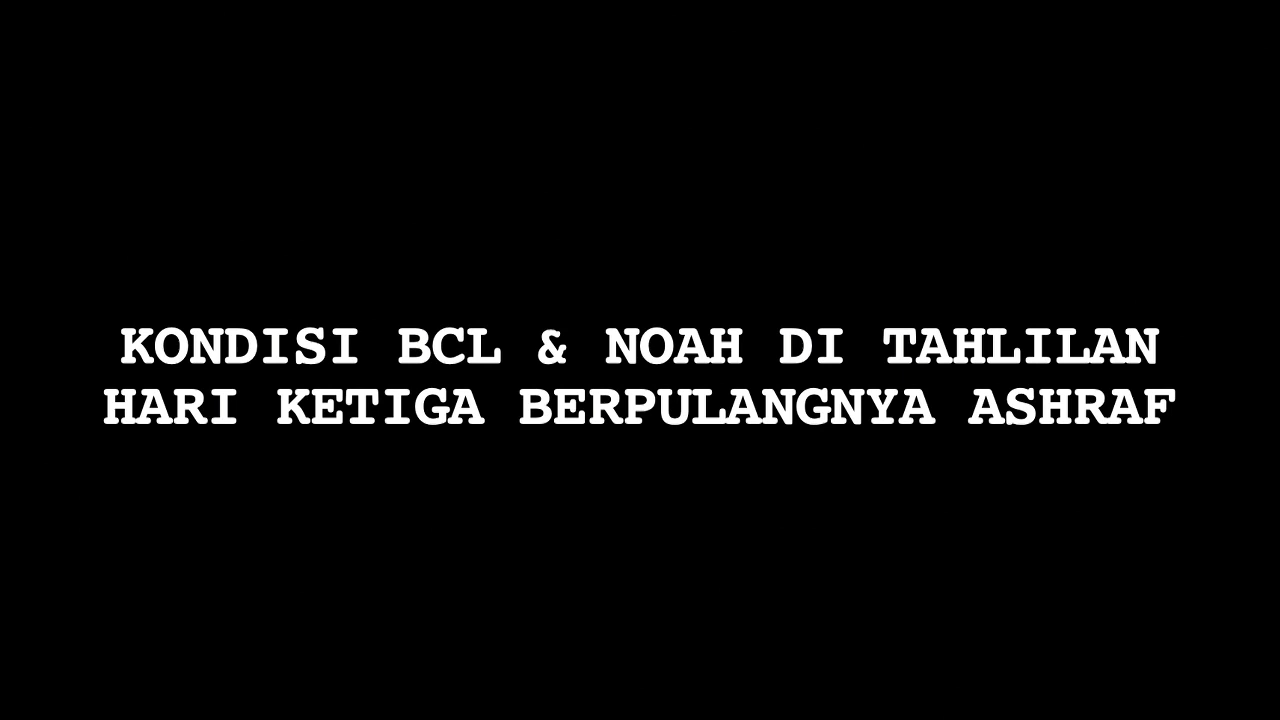 KONDISI BCL & NOAH DI TAHLILAN
HARI KETIGA BERPULANGNYA ASHRAF